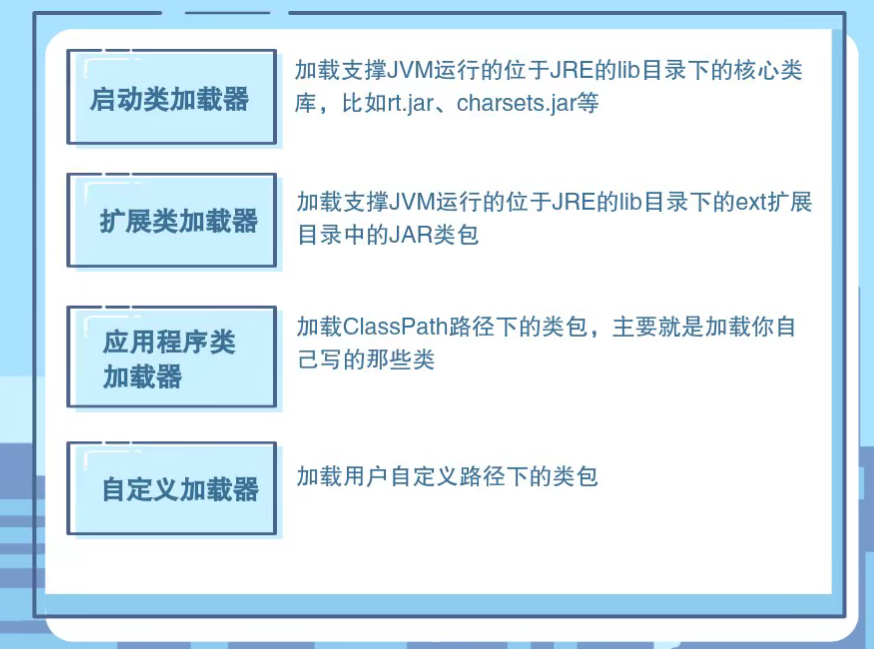 启动类加载器
加载支撑JVM运行的位于JRE的lib目录下的核心类
库，比如rt.jar、charsets.jar等
扩展类加载器
加载支撑JVM运行的位于JRE的lib目录下的ext扩展
目录中的JAR类包
应用程序类
加载器
加载ClassPath路径下的类包，主要就是加载你自
己写的那些类
自定义加载器
加载用户自定义路径下的类包